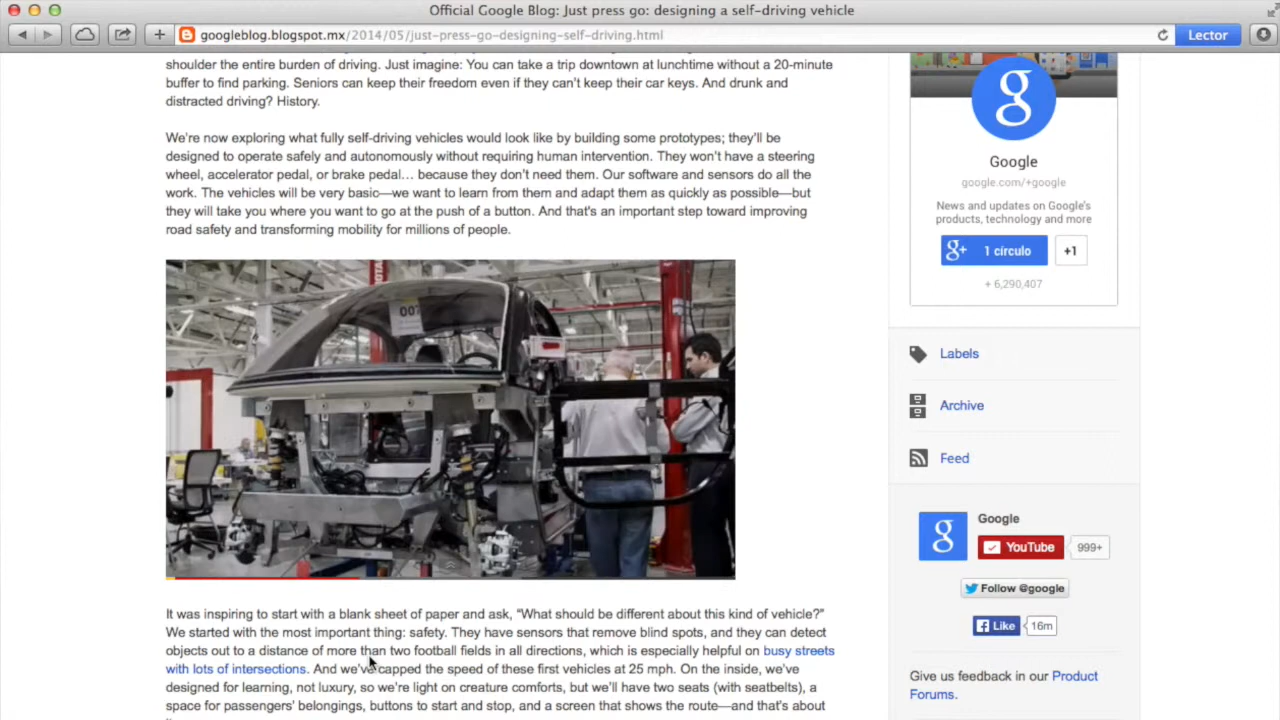 Official Google Blog: Just press go: designing a self-driving vehicle
googleblog.blogspot.mx/2014/05/just-press-go-designing-self-driving.html
Lector
shoulder the entire burden of driving. Just imagine: You can take a trip downtown at lunchtime without a 20-minute
buffer to find parking. Seniors can keep their freedom even if they can't keep their car keys. And drunk and
distracted driving? History.
We're now exploring what fully self-driving vehicles would look like by building some prototypes; they'll be
designed to operate safely and autonomously without requiring human intervention. They won't have a steering
wheel, accelerator pedal, or brake pedal… because they don't need them. Our software and sensors do all the
work. The vehicles will be very basic—we want to learn from them and adapt them as quickly as possible—but
they will take you where you want to go at the push of a button. And that's an important step toward improving
road safety and transforming mobility for millions of people.
007
It was inspiring to start with a blank sheet of paper and ask, "What should be different about this kind of vehicle?"
We started with the most important thing: safety. They have sensors that remove blind spots, and they can detect
objects out to a distance of more than two football fields in all directions, which is especially helpful on busy streets
with lots of intersections. And we've capped the speed of these first vehicles at 25 mph. On the inside, we've
designed for learning, not luxury, so we're light on creature comforts, but we'll have two seats (with seatbelts), a
space for passengers' belongings, buttons to start and stop, and a screen that shows the route—and that's about
g
Google
google.com/+google
News and updates on Google's
products, technology and more
g+ 1 círculo +1
+ 6,290,407
Labels
Archive
Feed
g Google
YouTube 999+
Follow @google
Like 16m
Give us feedback in our Product
Forums.